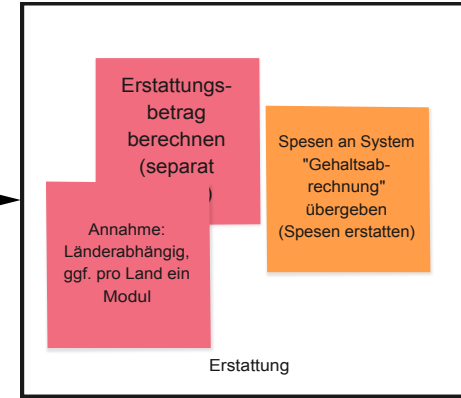 Erstattungs-
betrag
berechnen
(separat
)
Annahme:
Länderabhängig,
ggf. pro Land ein
Modul
Spesen an System
"Gehaltsab-
rechnung"
übergeben
(Spesen erstatten)
Erstattung